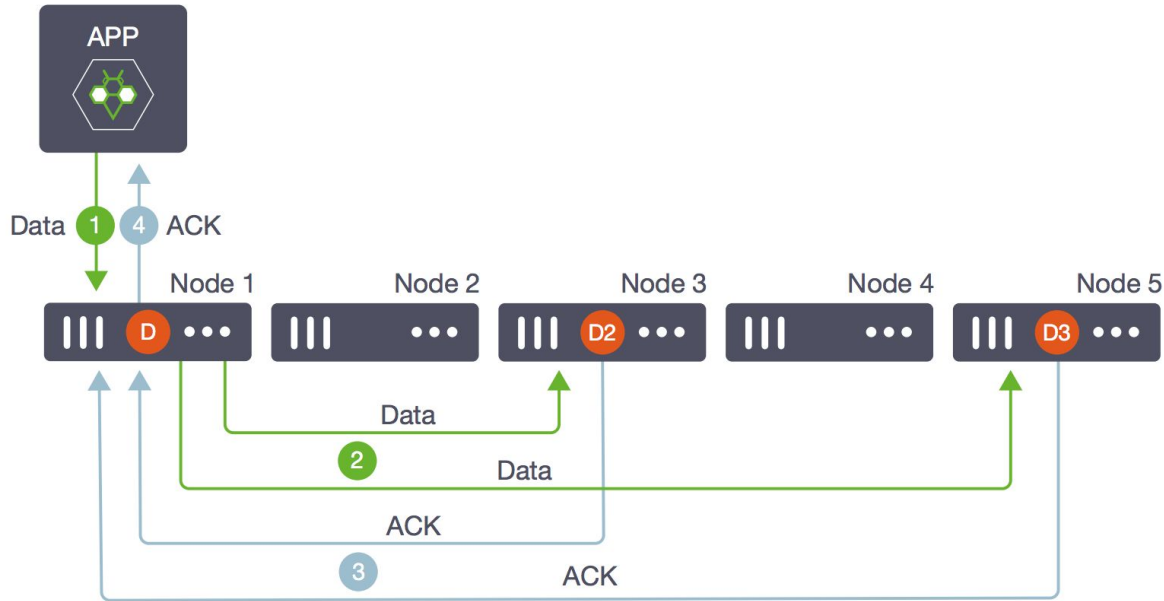 APP
Data 1 4 ACK
Node 1 Node 2 Node 3 Node 4 Node 5
D D2 D3
Data
2
Data
ACK
3
ACK